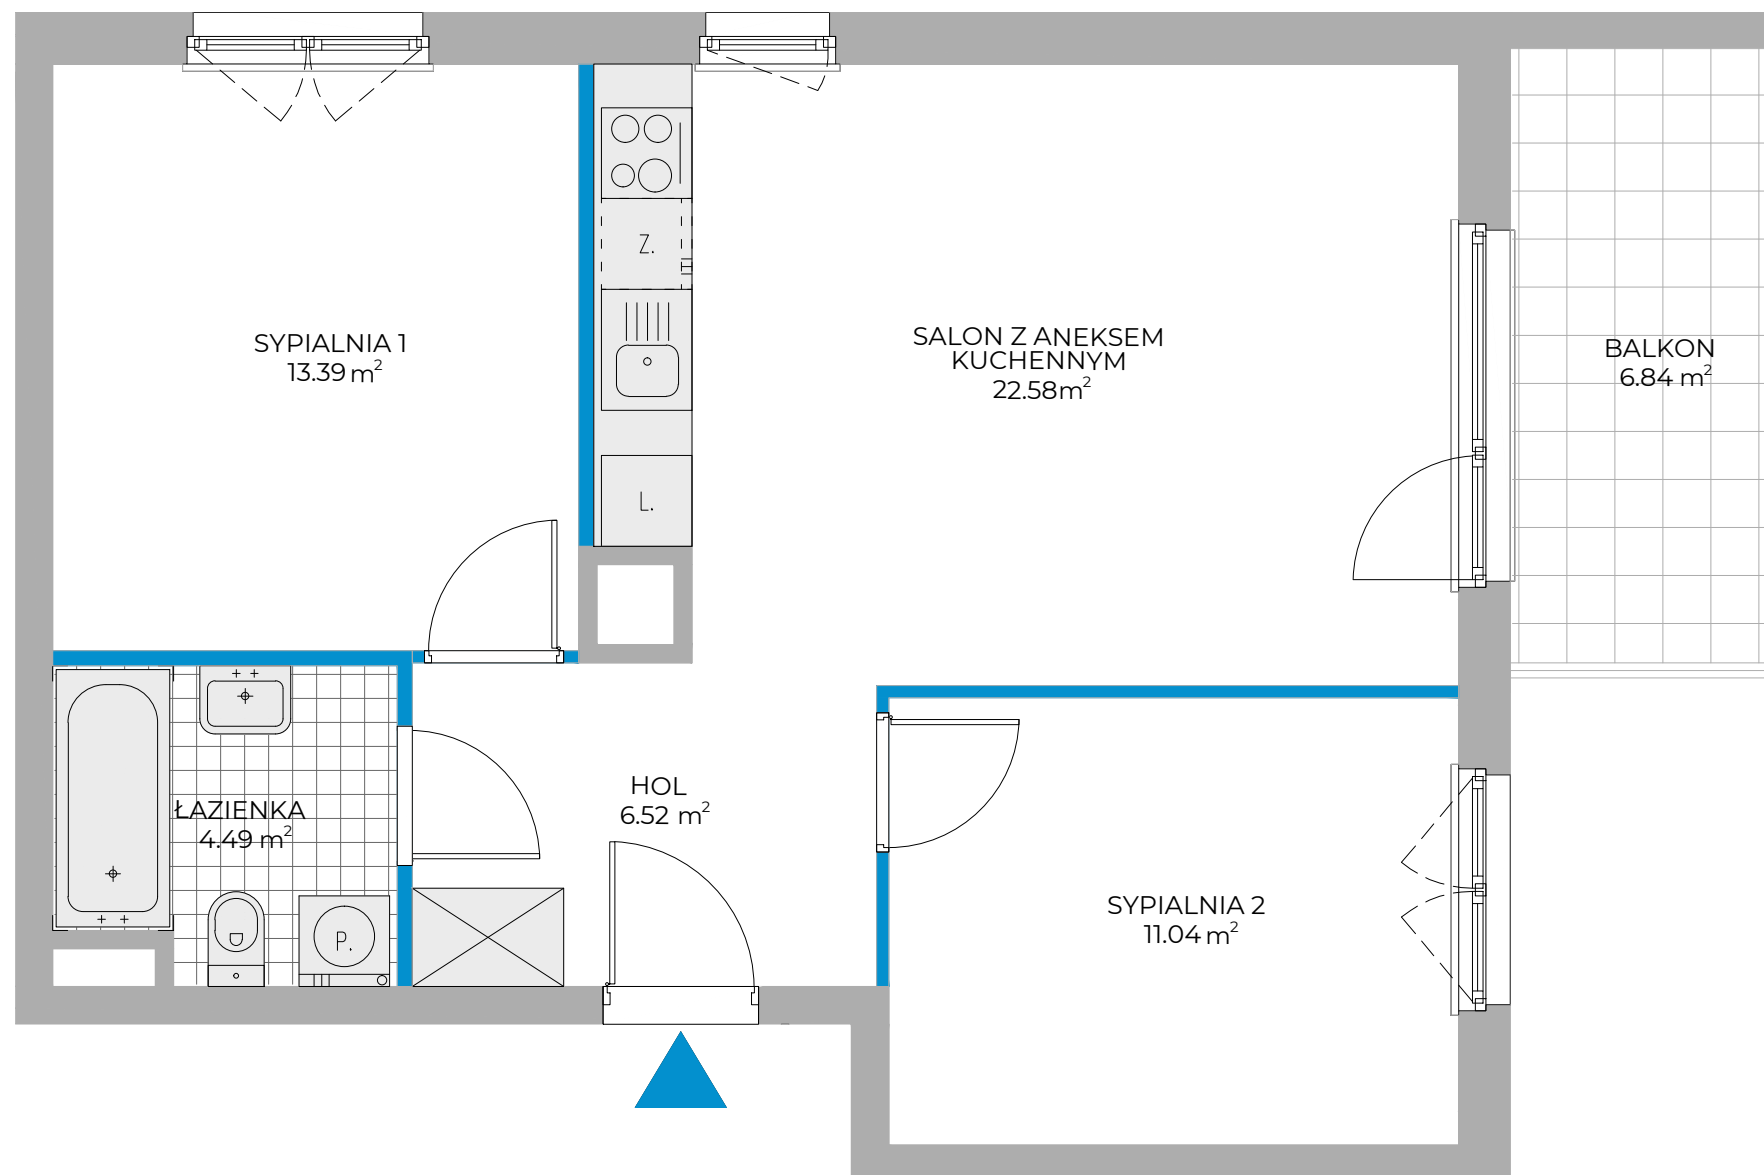 SYPIALNIA 1
13.39 m²
Z.
L.
SALON Z ANEKSEM
KUCHENNYM
22.58m²
BALKON
6.84 m²
ŁAZIENKA
4.49 m²
P.
HOL
6.52 m²
SYPIALNIA 2
11.04 m²